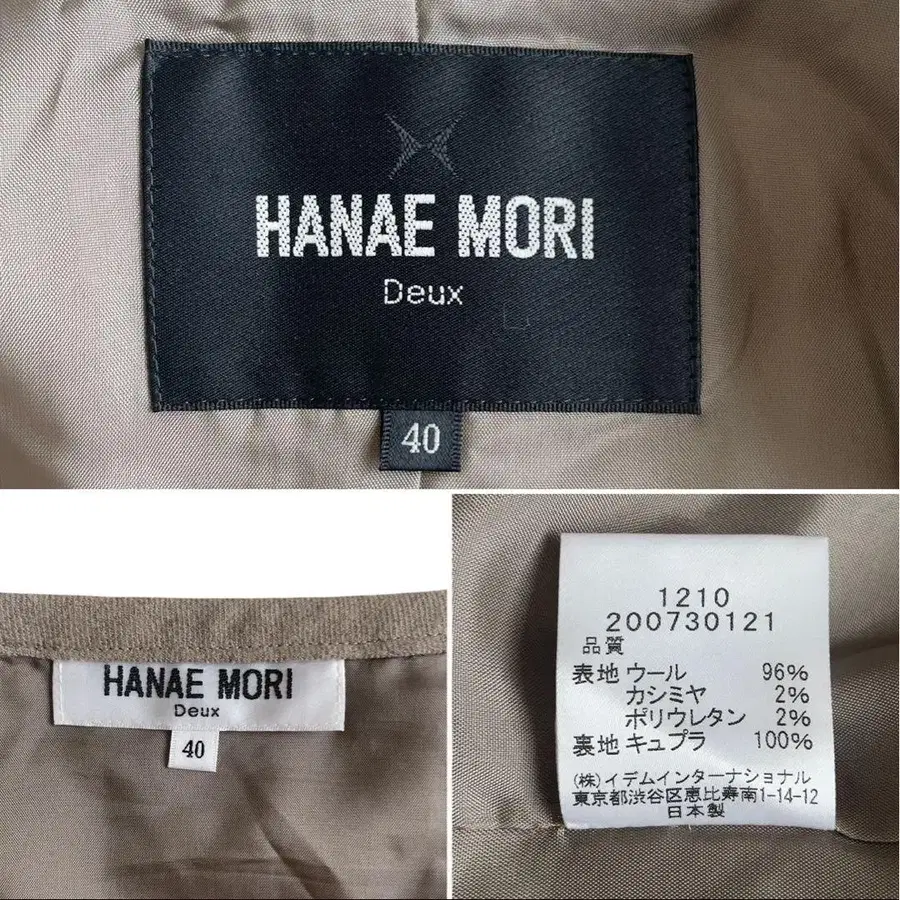 HANAE MORI
Deux
40
HANAE MORI
Deux
40
1210
200730121
品質
表地 ウール 96%
カシミヤ 2%
ポリウレタン 2%
裏地 キュプラ 100%
(株)イデムインターナショナル
東京都渋谷区恵比寿南1-14-12
日本製